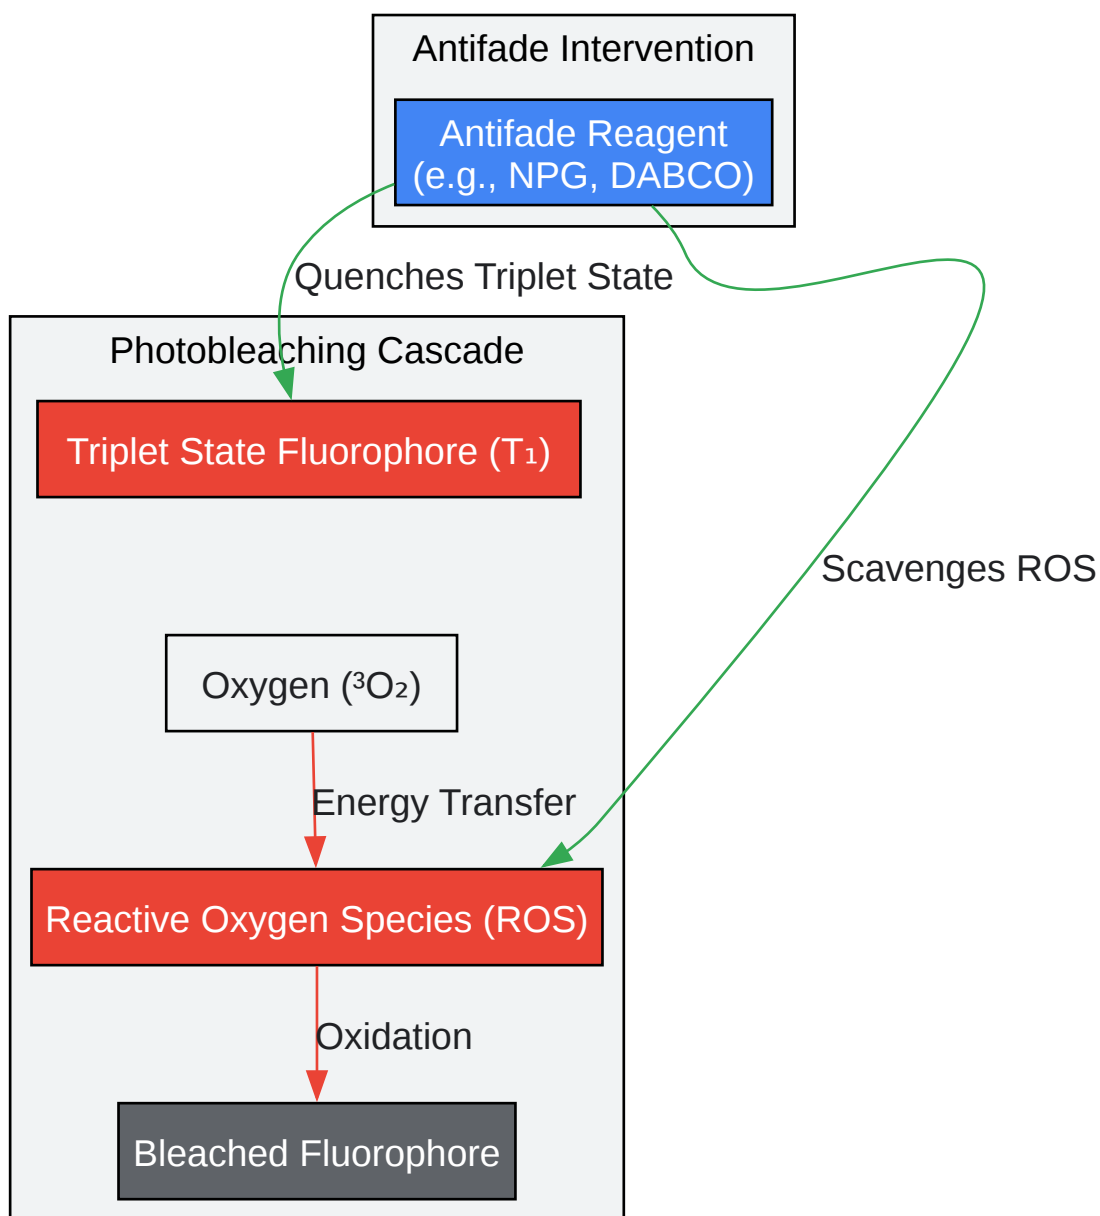 Antifade Intervention
Antifade Reagent
(e.g., NPG, DABCO)
Quenches Triplet State
Photobleaching Cascade
Triplet State Fluorophore (T₁)
Scavenges ROS
Oxygen (³O₂)
Energy Transfer
Reactive Oxygen Species (ROS)
Oxidation
Bleached Fluorophore